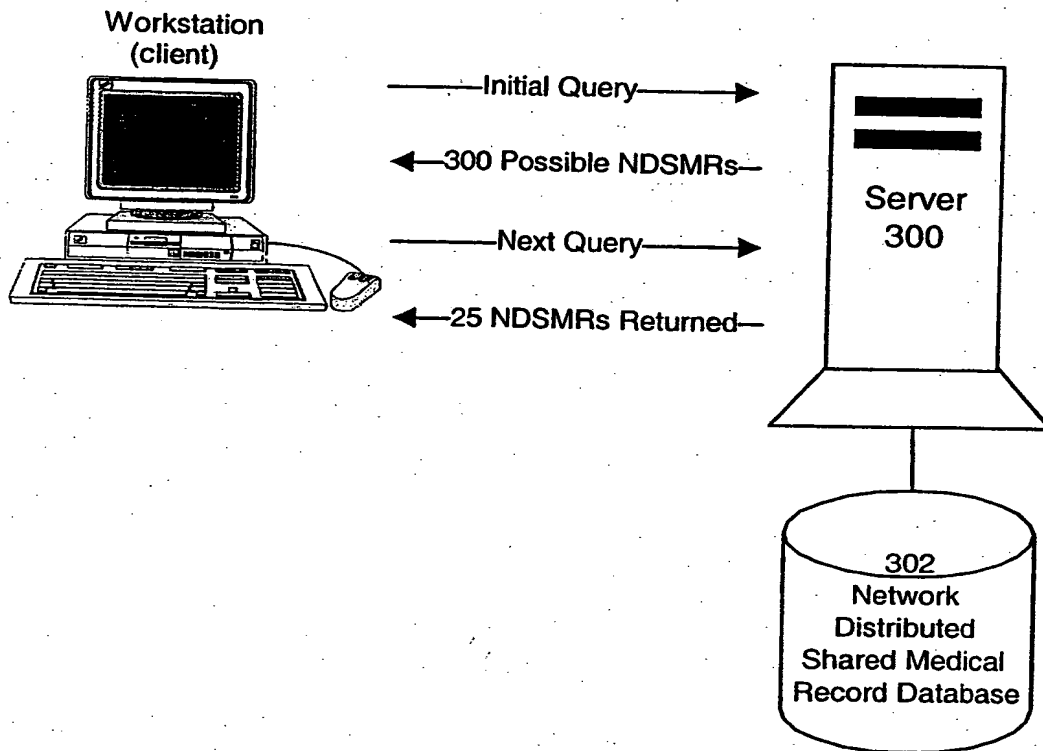 Workstation
(client)
Initial Query
300 Possible NDSMRs
Next Query
25 NDSMRs Returned
Server
300
302
Network
Distributed
Shared Medical
Record Database